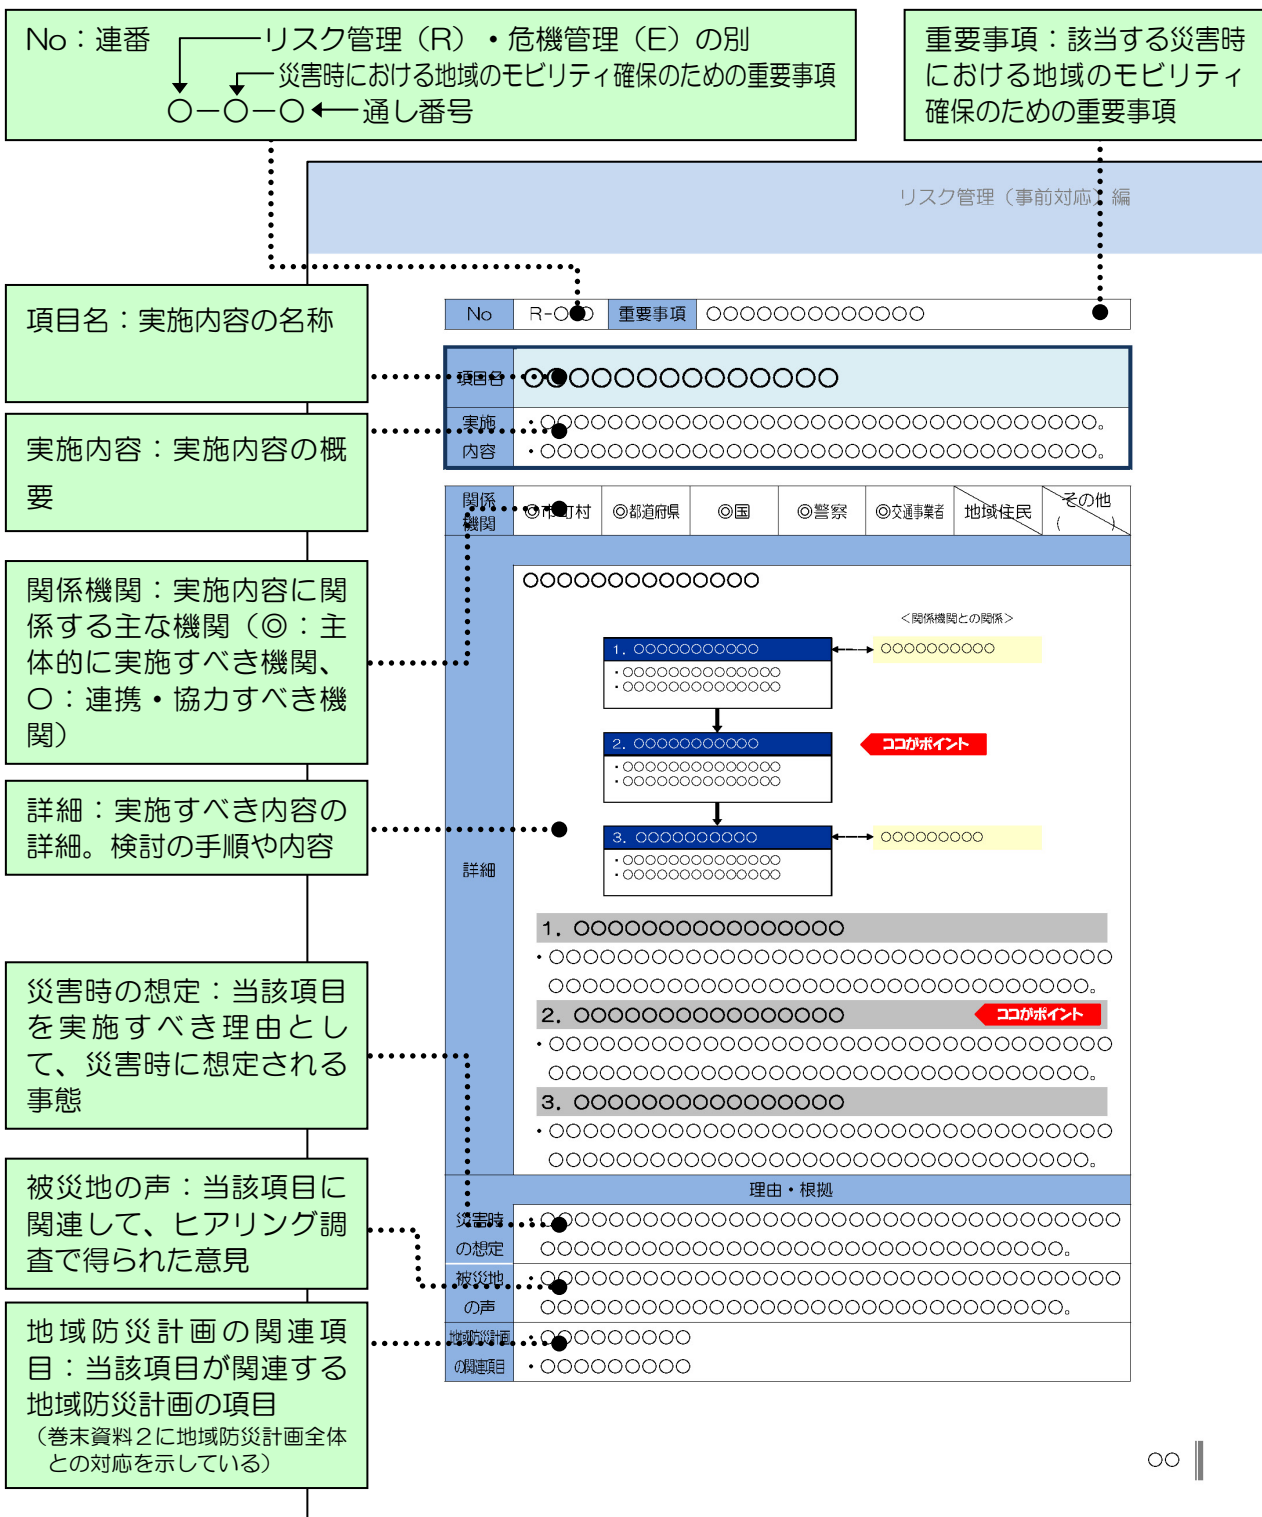 No：連番
リスク管理（R）・危機管理（E）の別
災害時における地域のモビリティ確保のための重要事項
○－○－○
通し番号
重要事項：該当する災害時
における地域のモビリティ
確保のための重要事項
リスク管理（事前対応）編
項目名：実施内容の名称
実施内容：実施内容の概
要
関係機関：実施内容に関
係する主な機関（◎：主
体的に実施すべき機関、
○：連携・協力すべき機
関）
詳細：実施すべき内容の
詳細。検討の手順や内容
災害時の想定：当該項目
を実施すべき理由とし
て、災害時に想定される
事態
被災地の声：当該項目に
関連して、ヒアリング調
査で得られた意見
地域防災計画の関連項
目：当該項目が関連する
地域防災計画の項目
（巻末資料２に地域防災計画全体
との対応を示している）
No
R-○-○
重要事項
○○○○○○○○○○○○○
項目名
○○○○○○○○○○○○○○
実施
内容
・○○○○○○○○○○○○○○○○○○○○○○○○○○○○○○○○○。
・○○○○○○○○○○○○○○○○○○○○○○○○○○○○○○○○○。
関係
機関
◎市町村
◎都道府県
◎国
◎警察
◎交通事業者
地域住民
その他
（　　）
詳細
○○○○○○○○○○○○○○
＜関係機関との関係＞
1. ○○○○○○○○○○○
・○○○○○○○○○○○○○○
・○○○○○○○○○○○○○○
○○○○○○○○○○
2. ○○○○○○○○○○○
・○○○○○○○○○○○○○○
・○○○○○○○○○○○○○○
ココがポイント
3. ○○○○○○○○○○
・○○○○○○○○○○○○○○
・○○○○○○○○○○○○○○
○○○○○○○○○
1. ○○○○○○○○○○○○○○○○
・○○○○○○○○○○○○○○○○○○○○○○○○○○○○○○○○○
○○○○○○○○○○○○○○○○○○○○○○○○○○○○○○○○。
2. ○○○○○○○○○○○○○○○○
ココがポイント
・○○○○○○○○○○○○○○○○○○○○○○○○○○○○○○○○○
○○○○○○○○○○○○○○○○○○○○○○○○○○○○○○○○。
3. ○○○○○○○○○○○○○○○○
・○○○○○○○○○○○○○○○○○○○○○○○○○○○○○○○○○
○○○○○○○○○○○○○○○○○○○○○○○○○○○○○○○○。
理由・根拠
災害時
の想定
・○○○○○○○○○○○○○○○○○○○○○○○○○○○○○○○○○○
○○○○○○○○○○○○○○○○○○○○○○○○○○○○○○○。
被災地
の声
・○○○○○○○○○○○○○○○○○○○○○○○○○○○○○○○○○○
○○○○○○○○○○○○○○○○○○○○○○○○○○○○○○○。
地域防災計画
の関連項目
・○○○○○○○○○
・○○○○○○○○○
○○